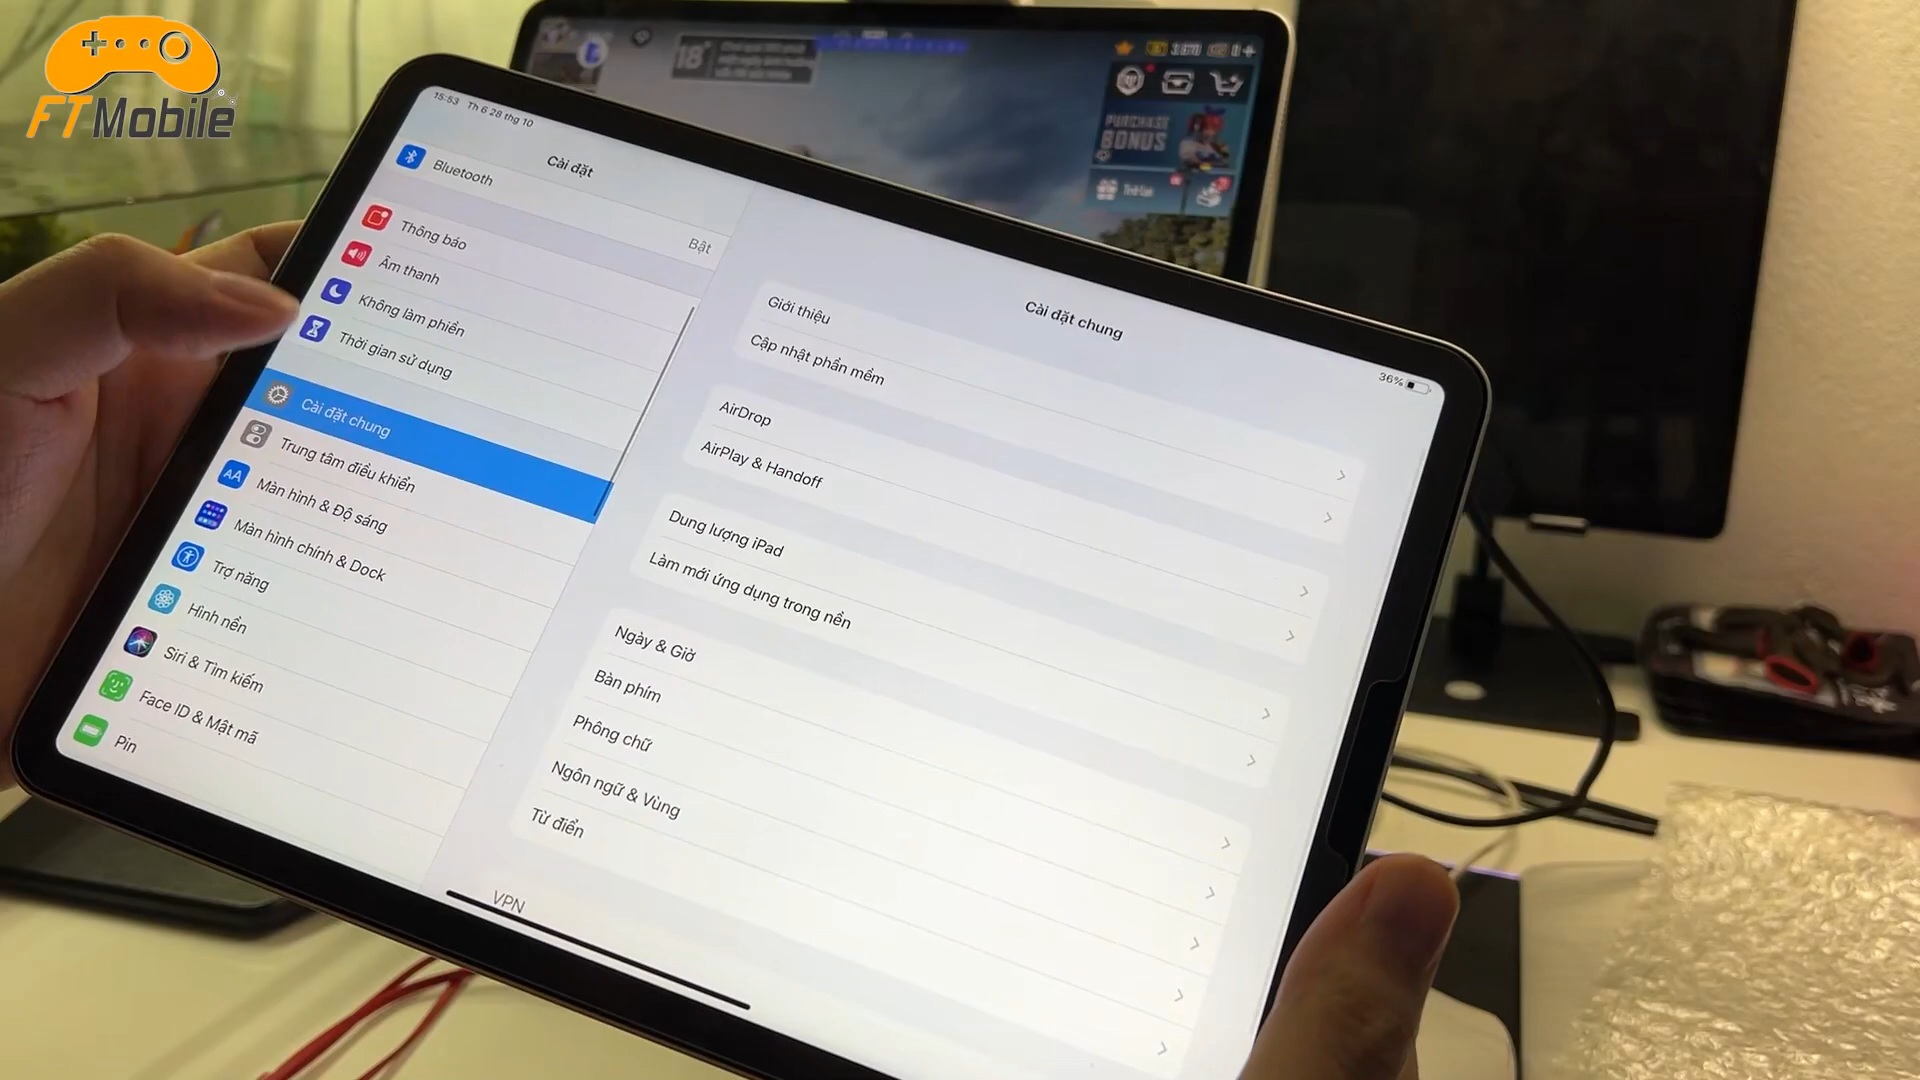 FTMobile
18+
PURCHASE
BONUS
15:53 Th 6 28 thg 10
36%
Cài đặt
Bluetooth
Bật
Thông báo
Âm thanh
Không làm phiền
Thời gian sử dụng
Cài đặt chung
Trung tâm điều khiển
Màn hình & Độ sáng
Màn hình chính & Dock
Trợ năng
Hình nền
Siri & Tìm kiếm
Face ID & Mật mã
Pin
Cài đặt chung
Giới thiệu
Cập nhật phần mềm
AirDrop
AirPlay & Handoff
Dung lượng iPad
Làm mới ứng dụng trong nền
Ngày & Giờ
Bàn phím
Phông chữ
Ngôn ngữ & Vùng
Từ điển
VPN